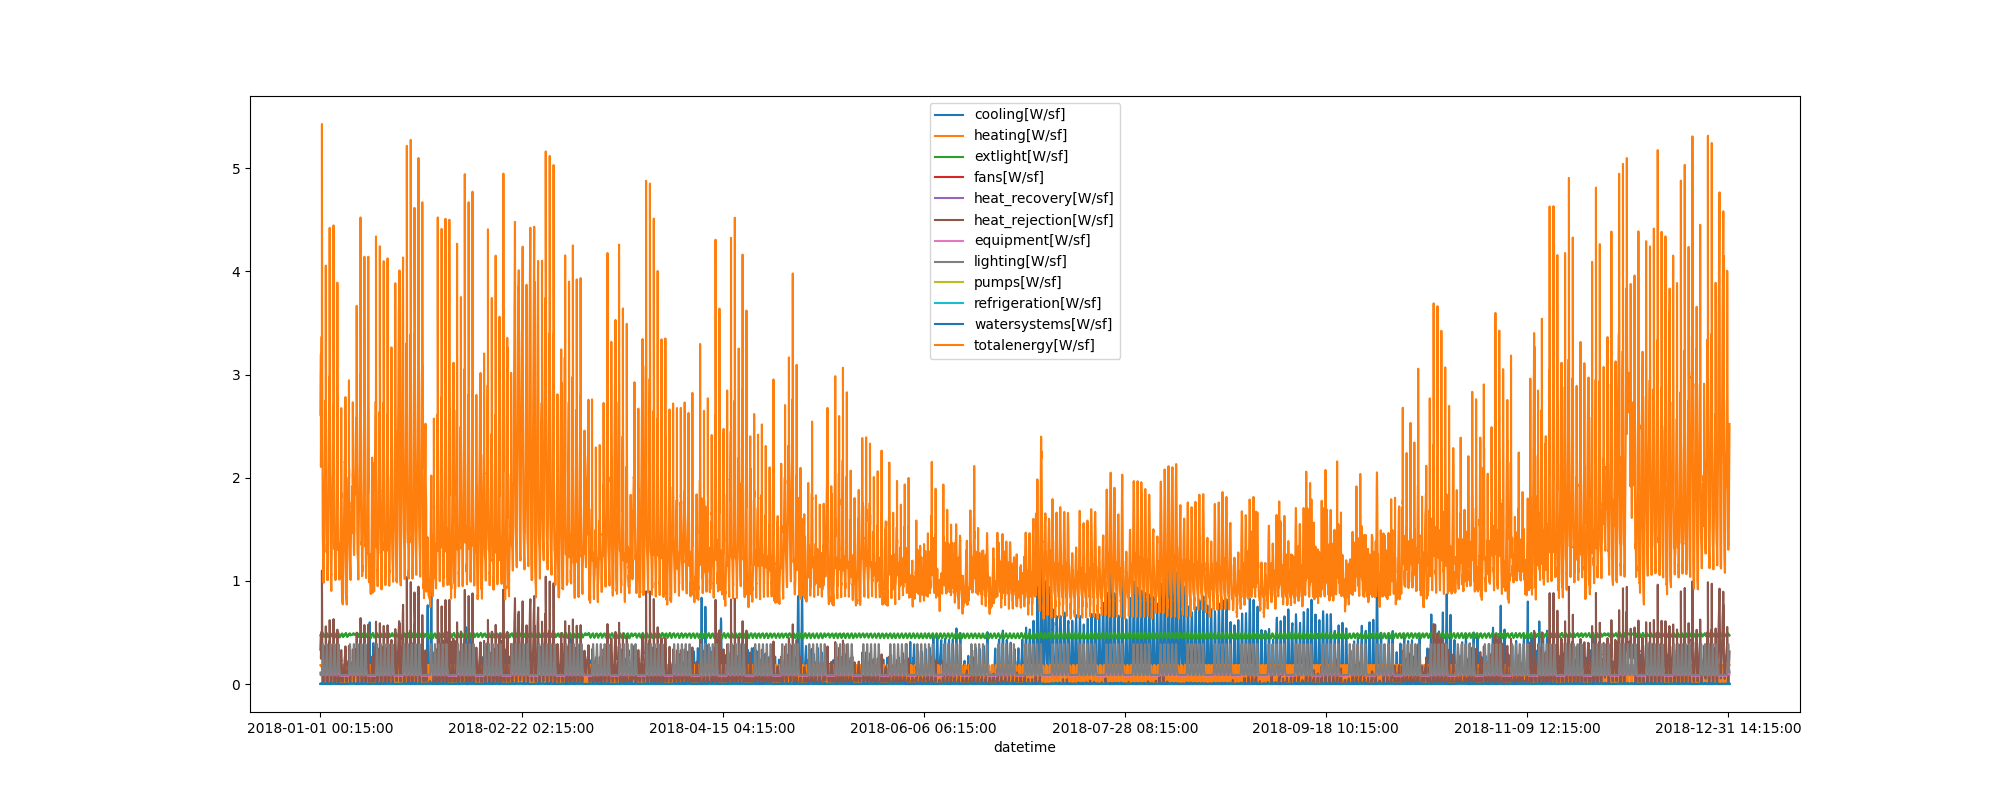 cooling[W/sf]
heating[W/sf]
extlight[W/sf]
fans[W/sf]
heat_recovery[W/sf]
heat_rejection[W/sf]
equipment[W/sf]
lighting[W/sf]
pumps[W/sf]
refrigeration[W/sf]
watersystems[W/sf]
totalenergy[W/sf]
5
4
3
2
1
0
2018-01-01 00:15:00 2018-02-22 02:15:00 2018-04-15 04:15:00 2018-06-06 06:15:00 2018-07-28 08:15:00 2018-09-18 10:15:00 2018-11-09 12:15:00 2018-12-31 14:15:00
datetime